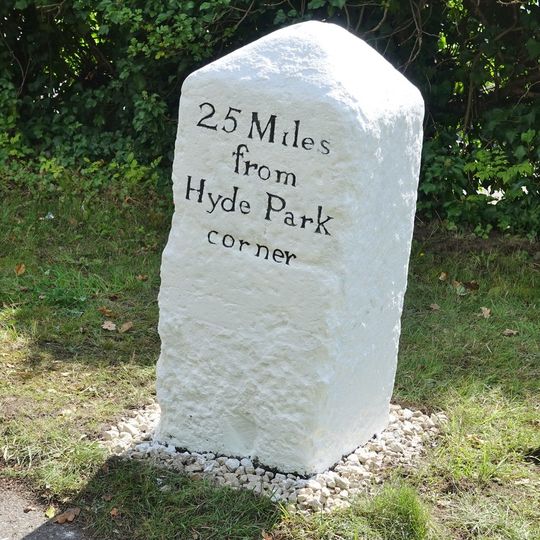 25 Miles
from
Hyde Park
corner